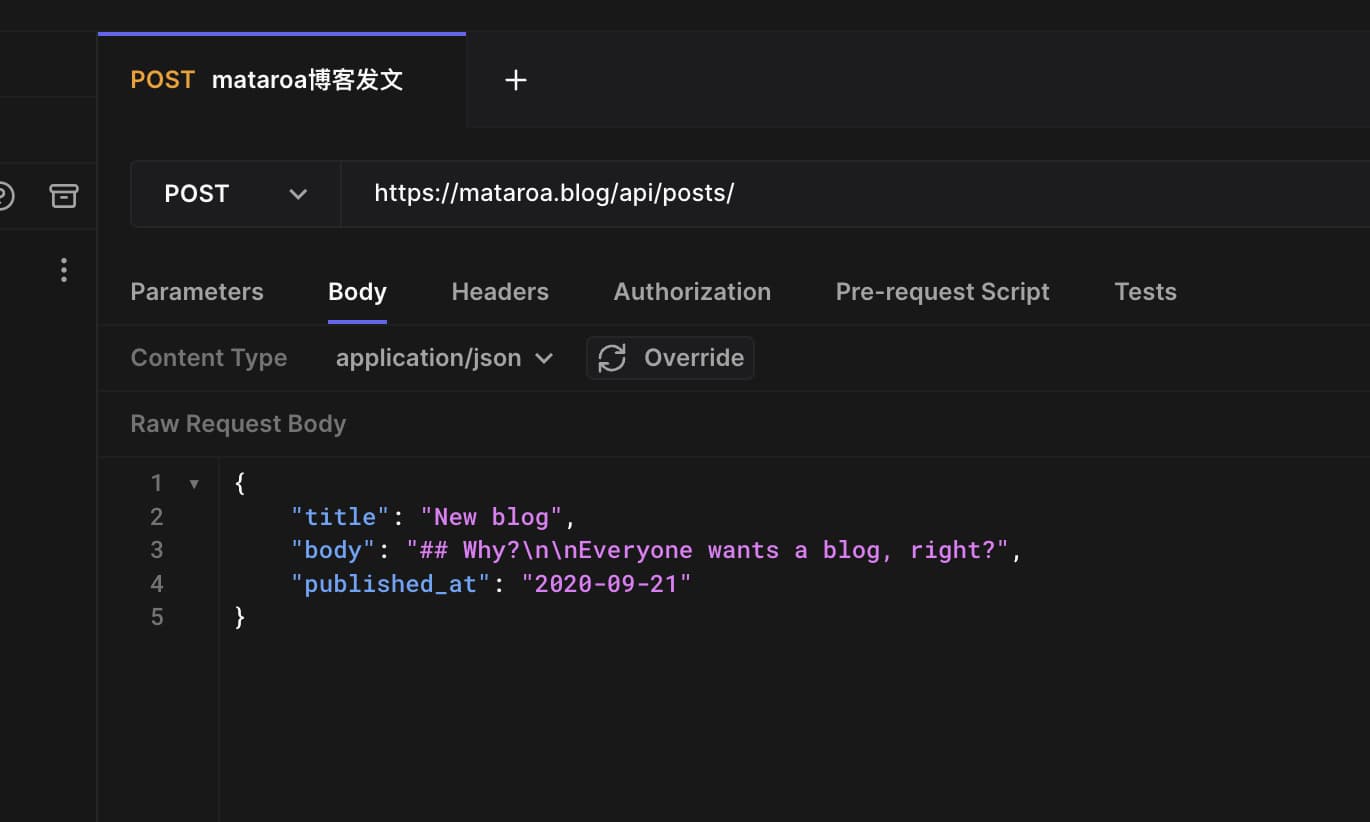 POST mataroa博客发文 +
POST https://mataroa.blog/api/posts/
Parameters Body Headers Authorization Pre-request Script Tests
Content Type application/json Override
Raw Request Body
1 {
2 "title": "New blog",
3 "body": "## Why?\n\nEveryone wants a blog, right?",
4 "published_at": "2020-09-21"
5 }